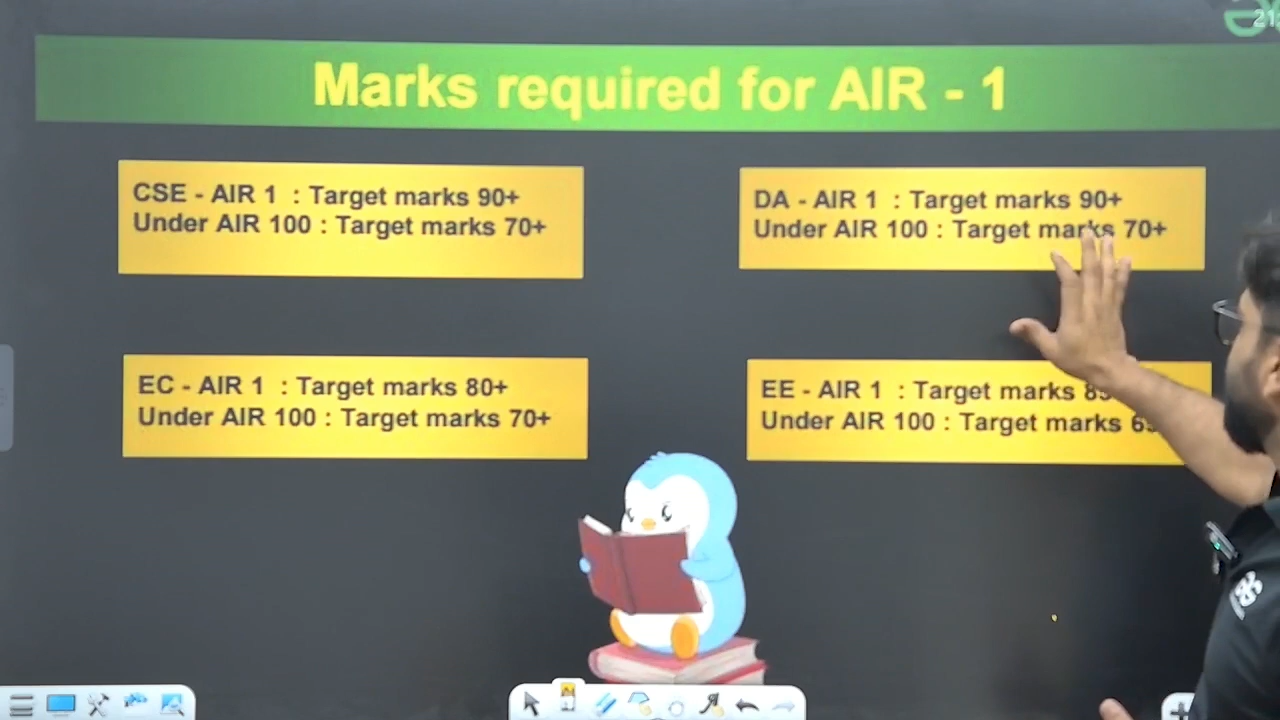 21
Marks required for AIR - 1
CSE - AIR 1 : Target marks 90+
Under AIR 100 : Target marks 70+
DA - AIR 1 : Target marks 90+
Under AIR 100 : Target marks 70+
EC - AIR 1 : Target marks 80+
Under AIR 100 : Target marks 70+
EE - AIR 1 : Target marks
Under AIR 100 : Target marks